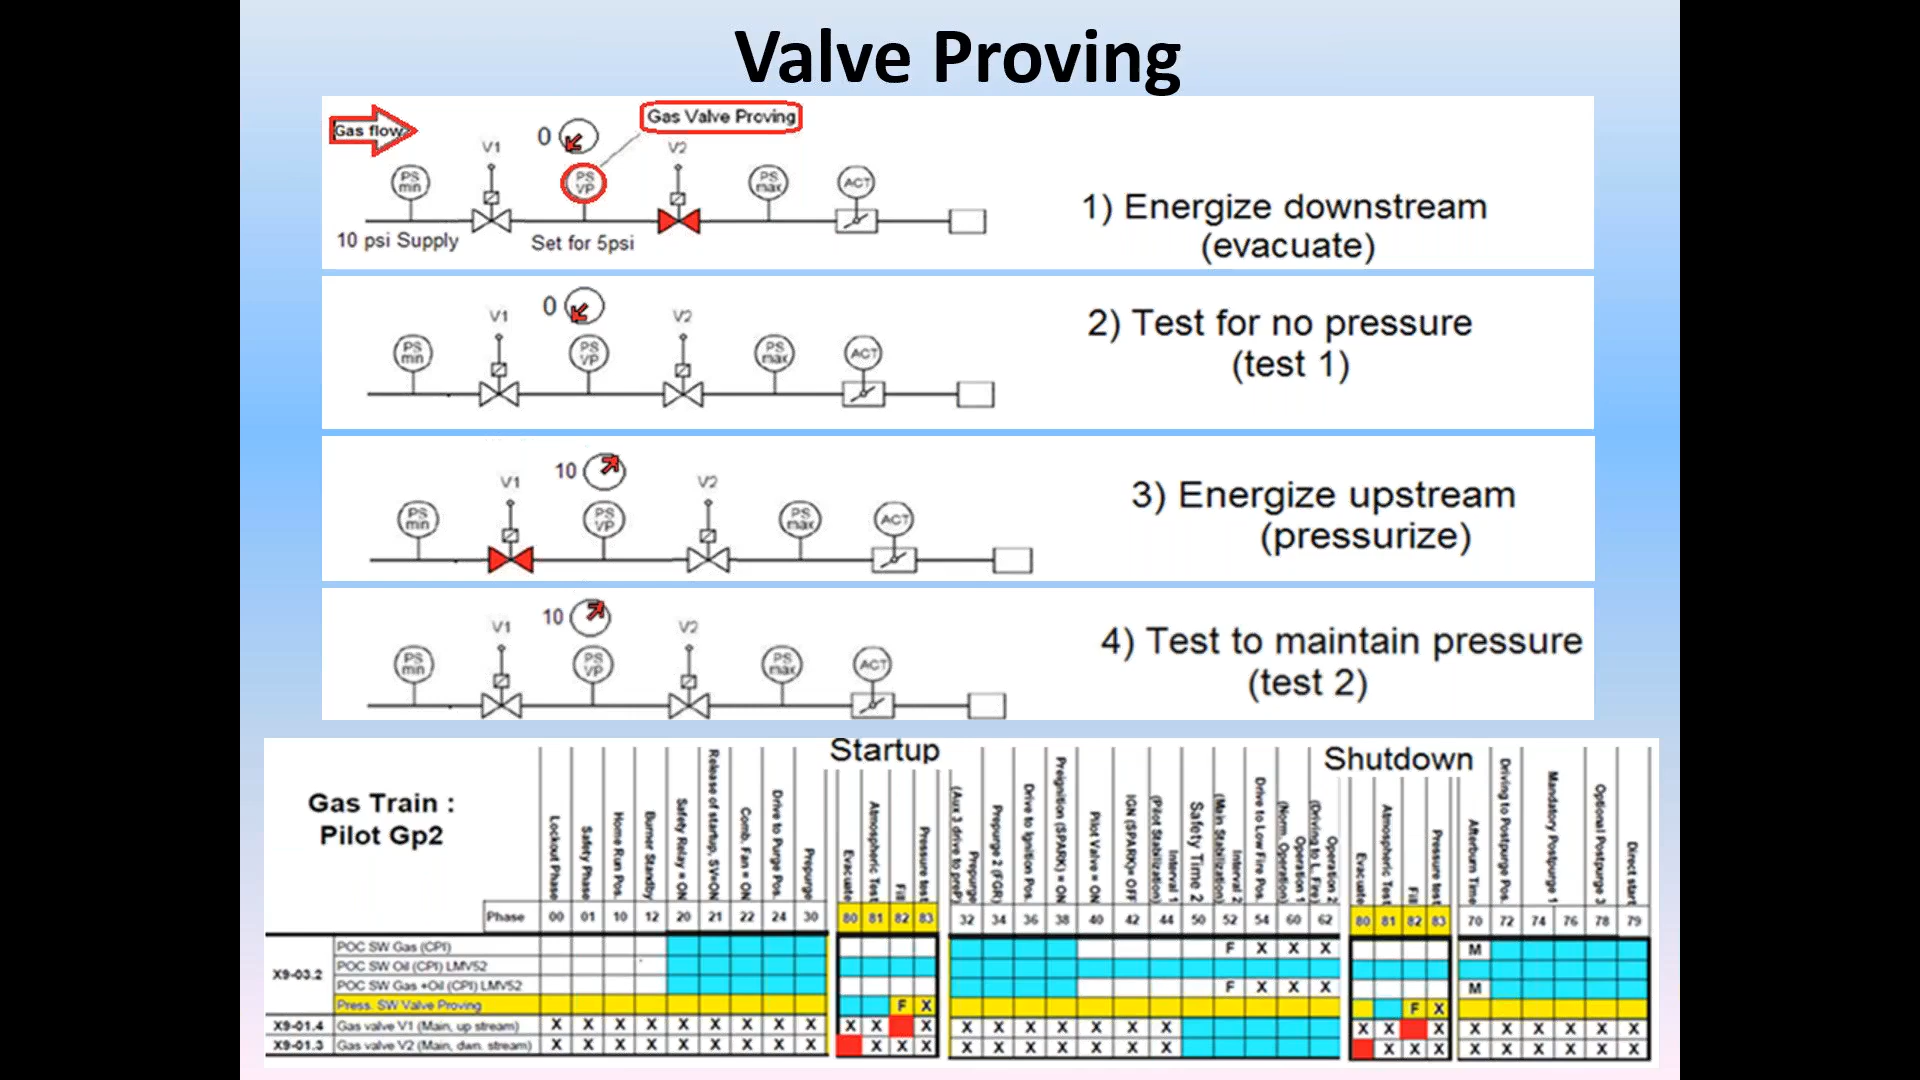 Valve Proving
Gas flow
0
Gas Valve Proving
V1
V2
PS min
PS VP
PS max
ACT
10 psi Supply
Set for 5psi
1) Energize downstream
(evacuate)
0
V1
V2
PS min
PS VP
PS max
ACT
2) Test for no pressure
(test 1)
10
V1
V2
PS min
PS VP
PS max
ACT
3) Energize upstream
(pressurize)
10
V1
V2
PS min
PS VP
PS max
ACT
4) Test to maintain pressure
(test 2)
Startup
Shutdown
Gas Train :
Pilot Gp2
Lockout Phase
Safety Phase
Home Run Pos.
Burner Standby
Safety Relay = ON
Release of startup, SV=ON
Comb. Fan = ON
Drive to Purge Pos.
Prepurge
Evacuate
Atmospheric Test
Fill
Pressure test
Prepurge
(Aux 3 drive to preP)
Prepurge 2 (FGR)
Drive to Ignition Pos.
Preignition (SPARK) = ON
Pilot Valve = ON
IGN (SPARK)= OFF
Interval 1
(Pilot Stabilization)
Safety Time 2
Interval 2
(Main Stabilization)
Drive to Low Fire Pos.
Operation 1
(Norm. Operation)
Operation 2
(Driving to L. Fire)
Evacuate
Atmospheric Test
Fill
Pressure test
Afterburn Time
Driving to Postpurge Pos.
Mandatory Postpurge 1
Optional Postpurge 3
Direct start
Phase 00 01 10 12 20 21 22 24 30 80 81 82 83 32 34 36 38 40 42 44 50 52 54 60 62 80 81 82 83 70 72 74 76 78 79
X9-03.2
POC SW Gas (CPI) F X X X M
POC SW Oil (CPI) LMV52
POC SW Gas +Oil (CPI) LMV52 F X X X M
Press. SW Valve Proving F X F X
X9-01.4 Gas valve V1 (Main, up stream) X X X X X X X X X X X X X X X X X X X X X X X X X X X X X
X9-01.3 Gas valve V2 (Main, dwn. stream) X X X X X X X X X X X X X X X X X X X X X X X X X X X X